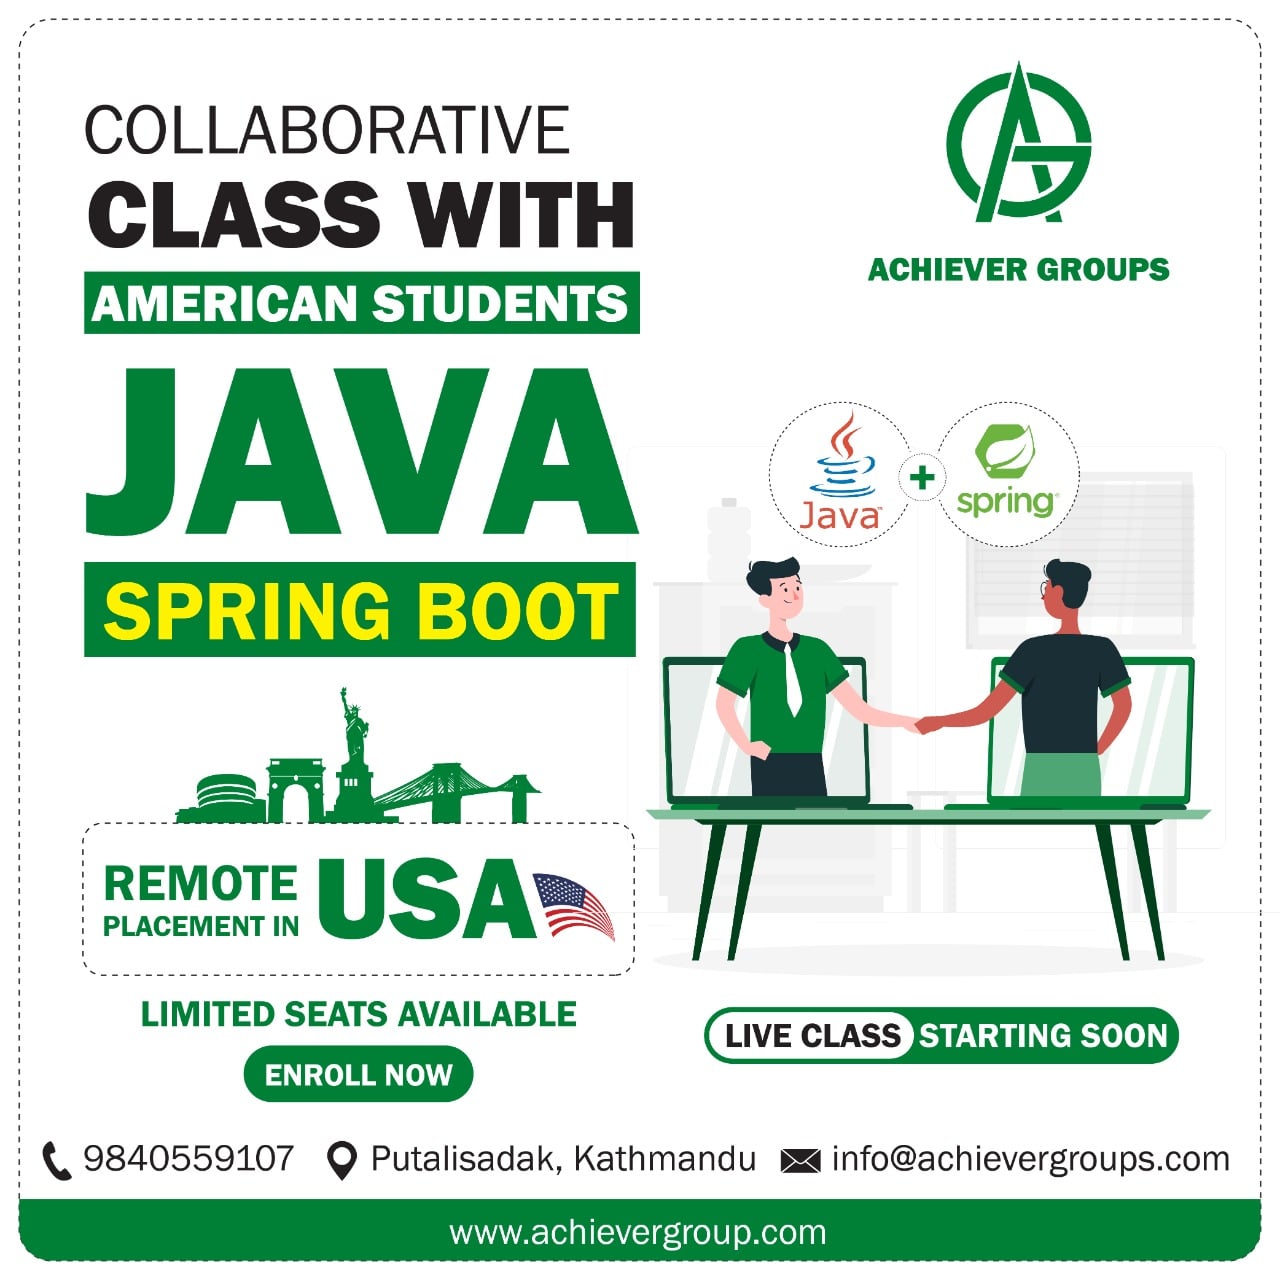 COLLABORATIVE
CLASS WITH
AMERICAN STUDENTS
JAVA
SPRING BOOT
ACHIEVER GROUPS
Java™
+
spring®
REMOTE
PLACEMENT IN
USA
LIMITED SEATS AVAILABLE
ENROLL NOW
LIVE CLASS STARTING SOON
9840559107 Putalisadak, Kathmandu info@achievergroups.com
www.achievergroup.com